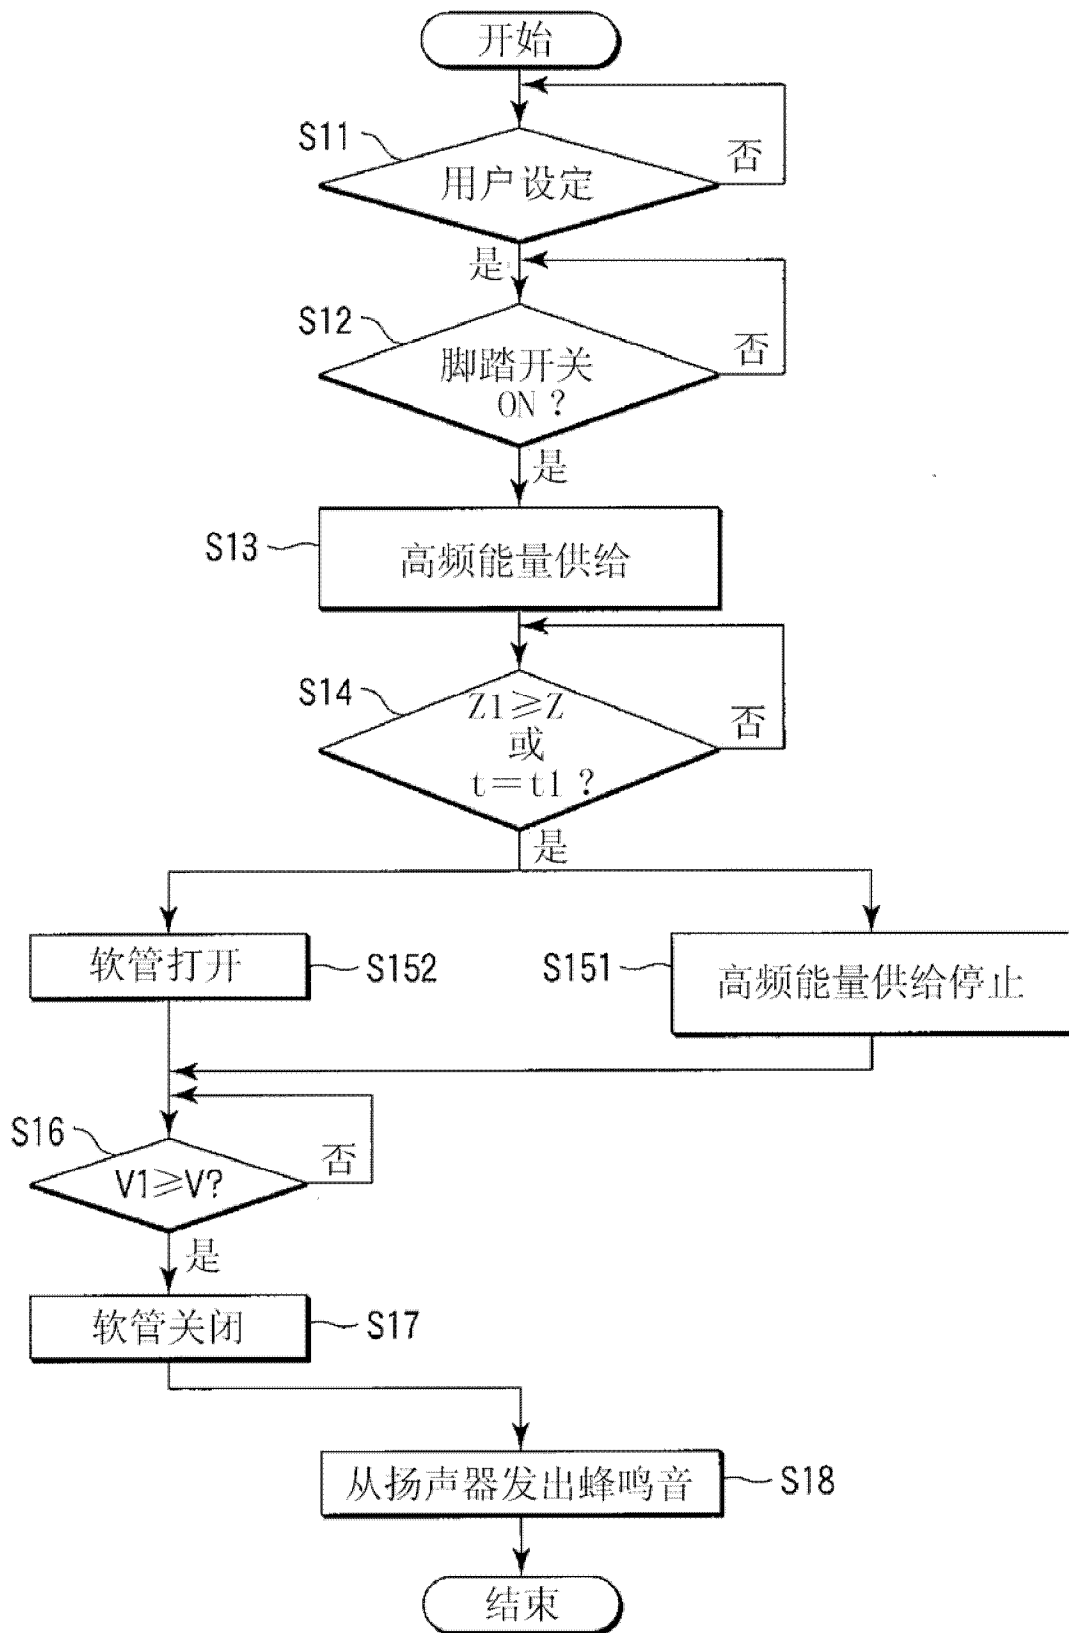 开始
S11
用户设定
否
是
S12
脚踏开关
ON？
否
是
S13
高频能量供给
S14
Z1≥Z
或
t=t1？
否
是
软管打开
S152
S151
高频能量供给停止
S16
V1≥V?
否
是
软管关闭
S17
从扬声器发出蜂鸣音
S18
结束